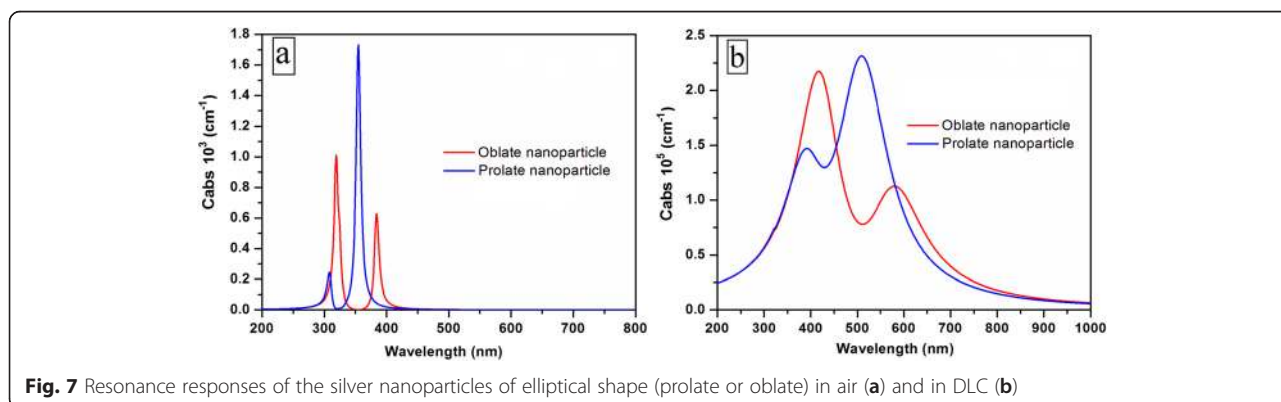 a
Cabs 10³ (cm⁻¹)
1.8
1.6
1.4
1.2
1.0
0.8
0.6
0.4
0.2
0.0
Oblate nanoparticle
Prolate nanoparticle
200 300 400 500 600 700 800
Wavelength (nm)
b
Cabs 10⁵ (cm⁻¹)
2.5
2.0
1.5
1.0
0.5
0.0
Oblate nanoparticle
Prolate nanoparticle
200 300 400 500 600 700 800 900 1000
Wavelength (nm)
Fig. 7 Resonance responses of the silver nanoparticles of elliptical shape (prolate or oblate) in air (a) and in DLC (b)